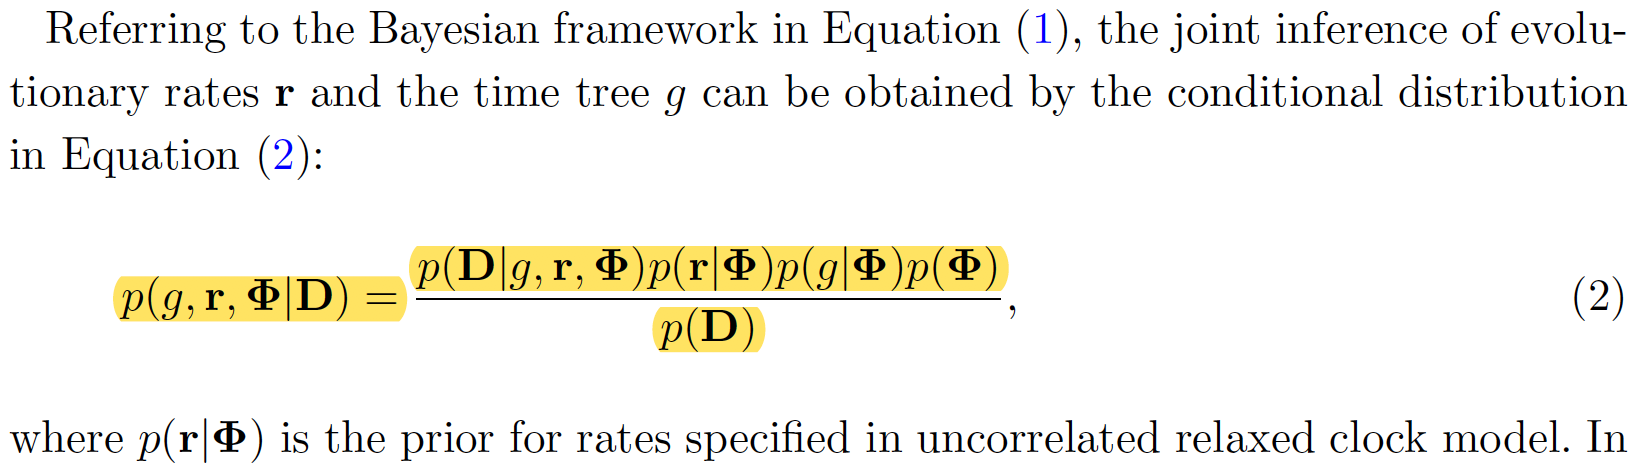 Referring to the Bayesian framework in Equation (1), the joint inference of evolu-
tionary rates r and the time tree g can be obtained by the conditional distribution
in Equation (2):
p(g, r, Φ|D) = p(D|g, r, Φ)p(r|Φ)p(g|Φ)p(Φ) / p(D), (2)
where p(r|Φ) is the prior for rates specified in uncorrelated relaxed clock model. In